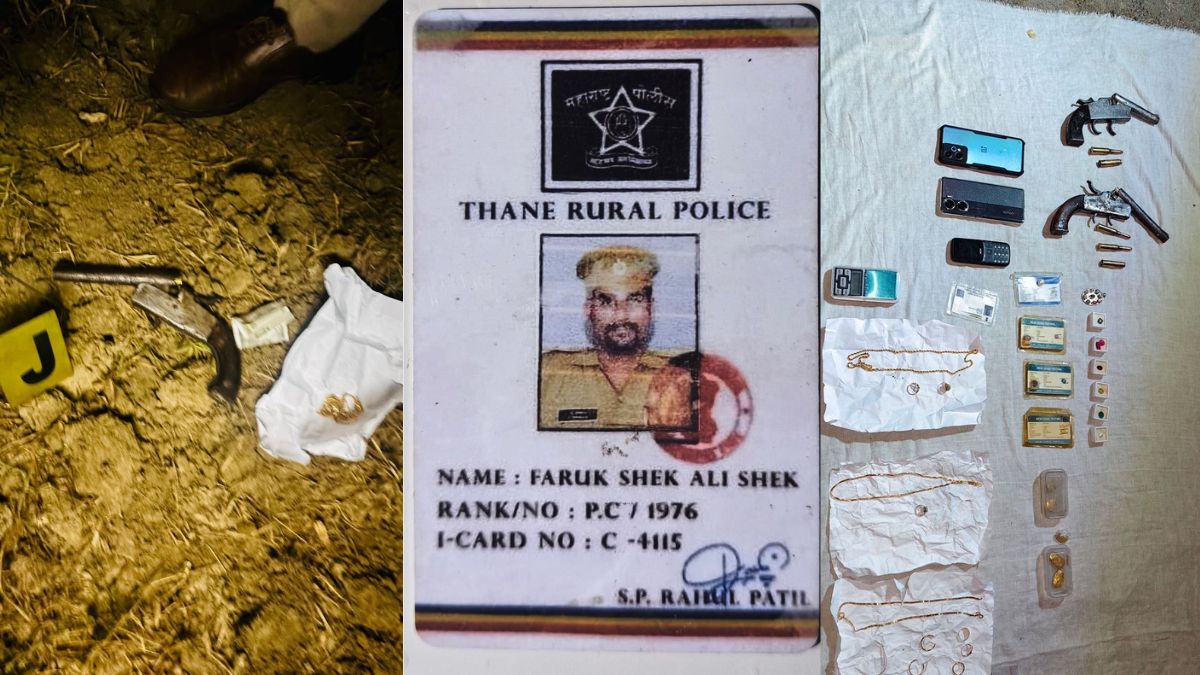 J
महाराष्ट्र पोलीस
THANE RURAL POLICE
NAME : FARUK SHEK ALI SHEK
RANK/NO : P.C / 1976
I-CARD NO : C -4115
S.P. RAHUL PATIL